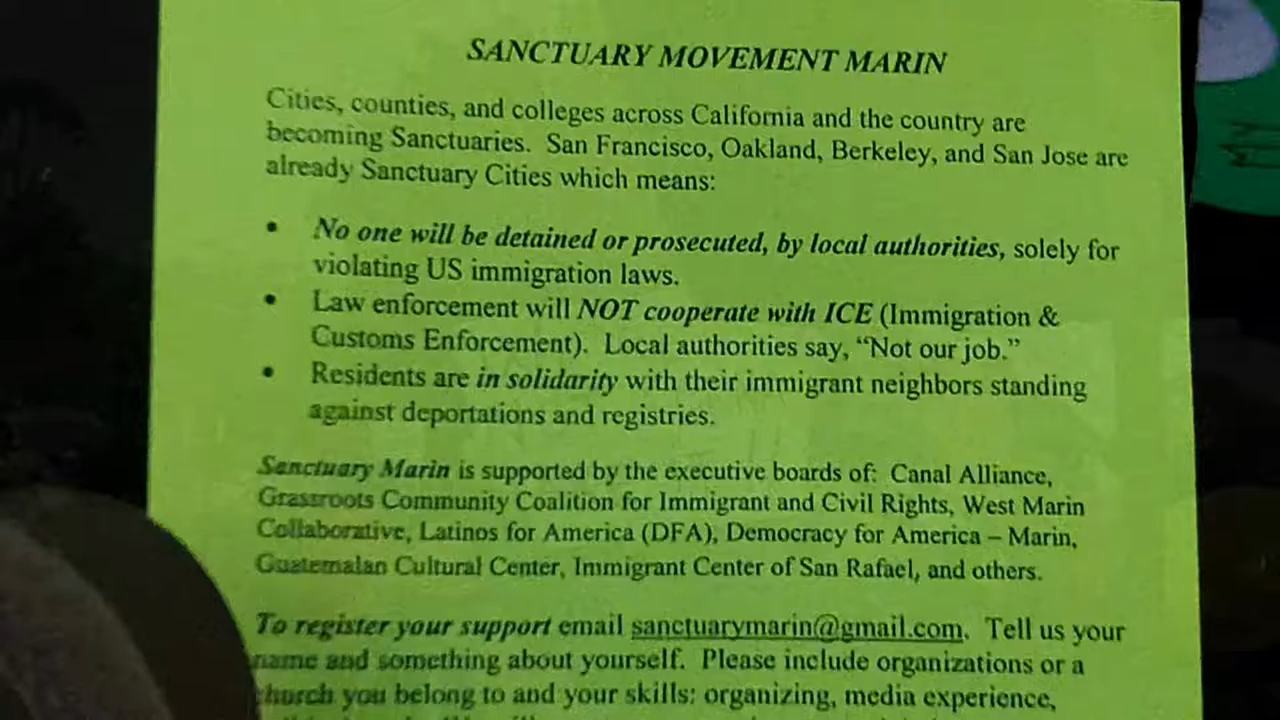 SANCTUARY MOVEMENT MARIN
Cities, counties, and colleges across California and the country are
becoming Sanctuaries. San Francisco, Oakland, Berkeley, and San Jose are
already Sanctuary Cities which means:
• No one will be detained or prosecuted, by local authorities, solely for
violating US immigration laws.
• Law enforcement will NOT cooperate with ICE (Immigration &
Customs Enforcement). Local authorities say, “Not our job.”
• Residents are in solidarity with their immigrant neighbors standing
against deportations and registries.
Sanctuary Marin is supported by the executive boards of: Canal Alliance,
Grassroots Community Coalition for Immigrant and Civil Rights, West Marin
Collaborative, Latinos for America (DFA), Democracy for America – Marin,
Guatemalan Cultural Center, Immigrant Center of San Rafael, and others.
To register your support email sanctuarymarin@gmail.com. Tell us your
name and something about yourself. Please include organizations or a
church you belong to and your skills: organizing, media experience,